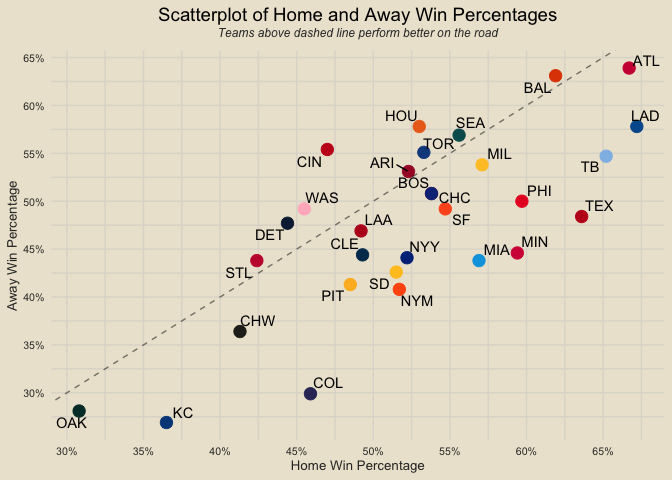 Scatterplot of Home and Away Win Percentages
Teams above dashed line perform better on the road
65%
60%
55%
50%
45%
40%
35%
30%
Away Win Percentage
ATL
BAL
LAD
HOU
SEA
TOR
CIN
ARI
MIL
TB
BOS
WAS
CHC
PHI
TEX
SF
LAA
DET
CLE
NYY
MIA
MIN
STL
SD
PIT
NYM
CHW
COL
OAK
KC
30%
35%
40%
45%
50%
55%
60%
65%
Home Win Percentage